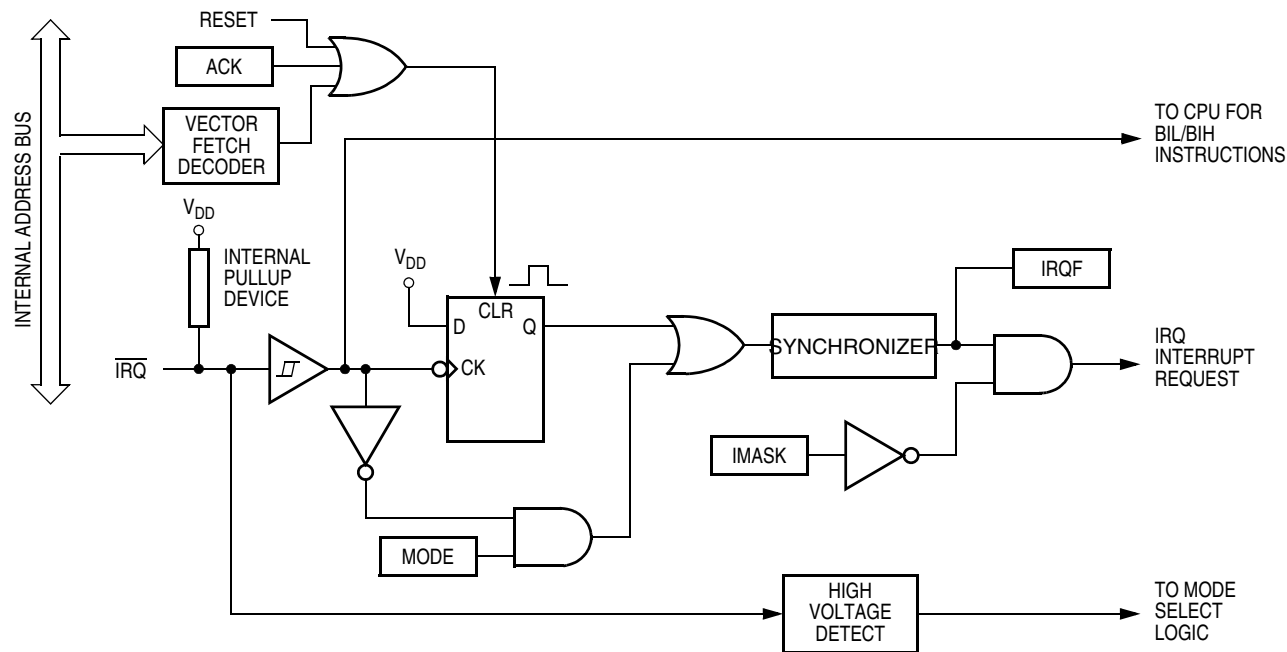 RESET
ACK
VECTOR
FETCH
DECODER
INTERNAL ADDRESS BUS
TO CPU FOR
BIL/BIH
INSTRUCTIONS
VDD
INTERNAL
PULLUP
DEVICE
VDD
CLR
D
Q
CK
IRQF
SYNCHRONIZER
IRQ
INTERRUPT
REQUEST
IRQ
IMASK
MODE
HIGH
VOLTAGE
DETECT
TO MODE
SELECT
LOGIC